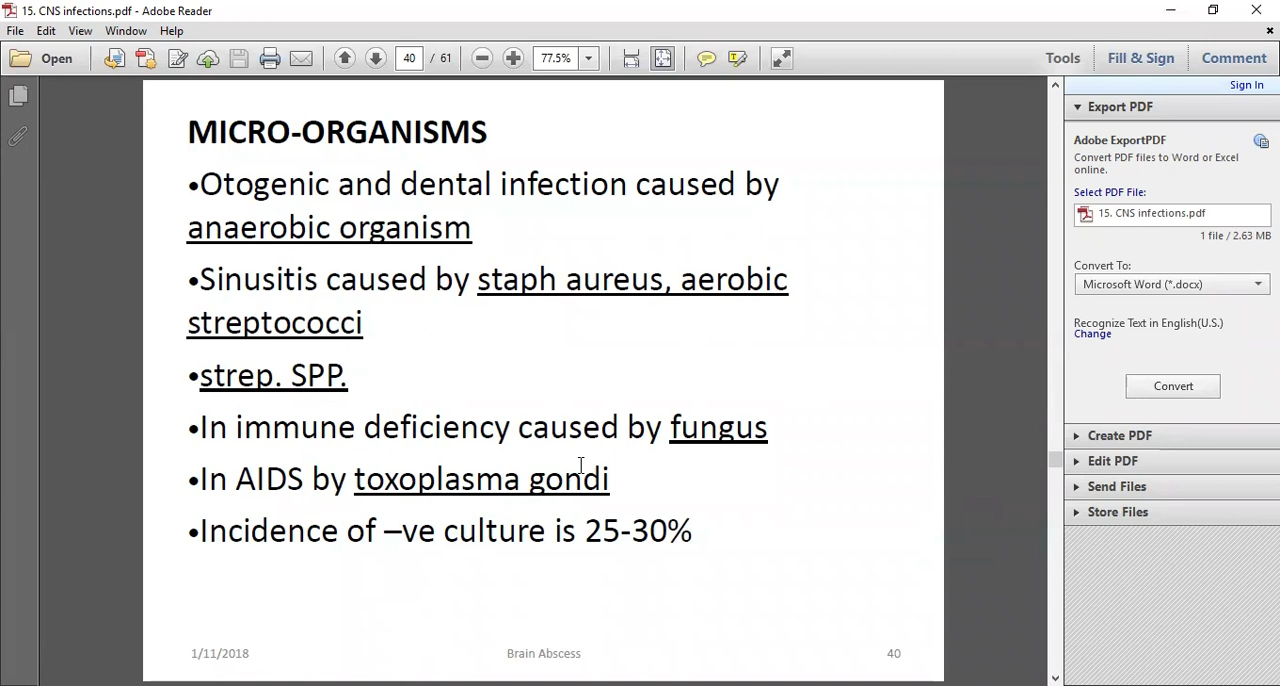 15. CNS infections.pdf - Adobe Reader
File Edit View Window Help
Open 40 / 61 77.5% Tools Fill & Sign Comment
Sign In
MICRO-ORGANISMS
•Otogenic and dental infection caused by
anaerobic organism
•Sinusitis caused by staph aureus, aerobic
streptococci
•strep. SPP.
•In immune deficiency caused by fungus
•In AIDS by toxoplasma gondi
•Incidence of –ve culture is 25-30%
1/11/2018 Brain Abscess 40
Export PDF
Adobe ExportPDF
Convert PDF files to Word or Excel
online.
Select PDF File:
15. CNS infections.pdf
1 file / 2.63 MB
Convert To:
Microsoft Word (*.docx)
Recognize Text in English(U.S.)
Change
Convert
Create PDF
Edit PDF
Send Files
Store Files